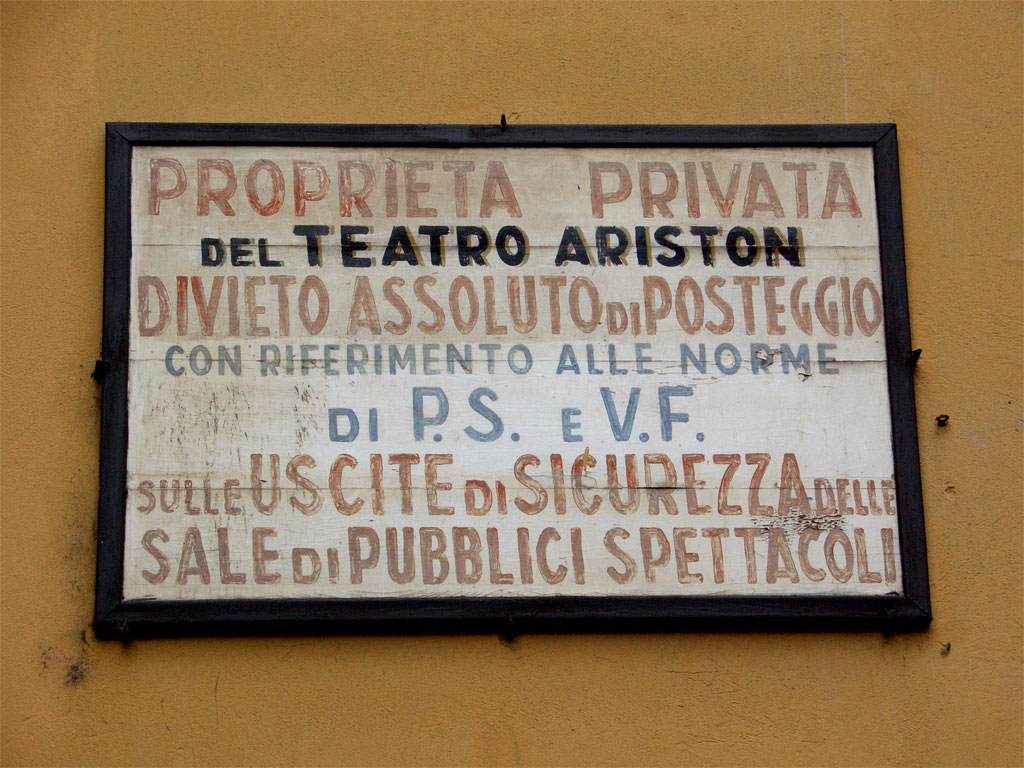 PROPRIETA PRIVATA
DEL TEATRO ARISTON
DIVIETO ASSOLUTO DI POSTEGGIO
CON RIFERIMENTO ALLE NORME
DI P.S. E V.F.
SULLE USCITE DI SICUREZZA DELLE
SALE DI PUBBLICI SPETTACOLI